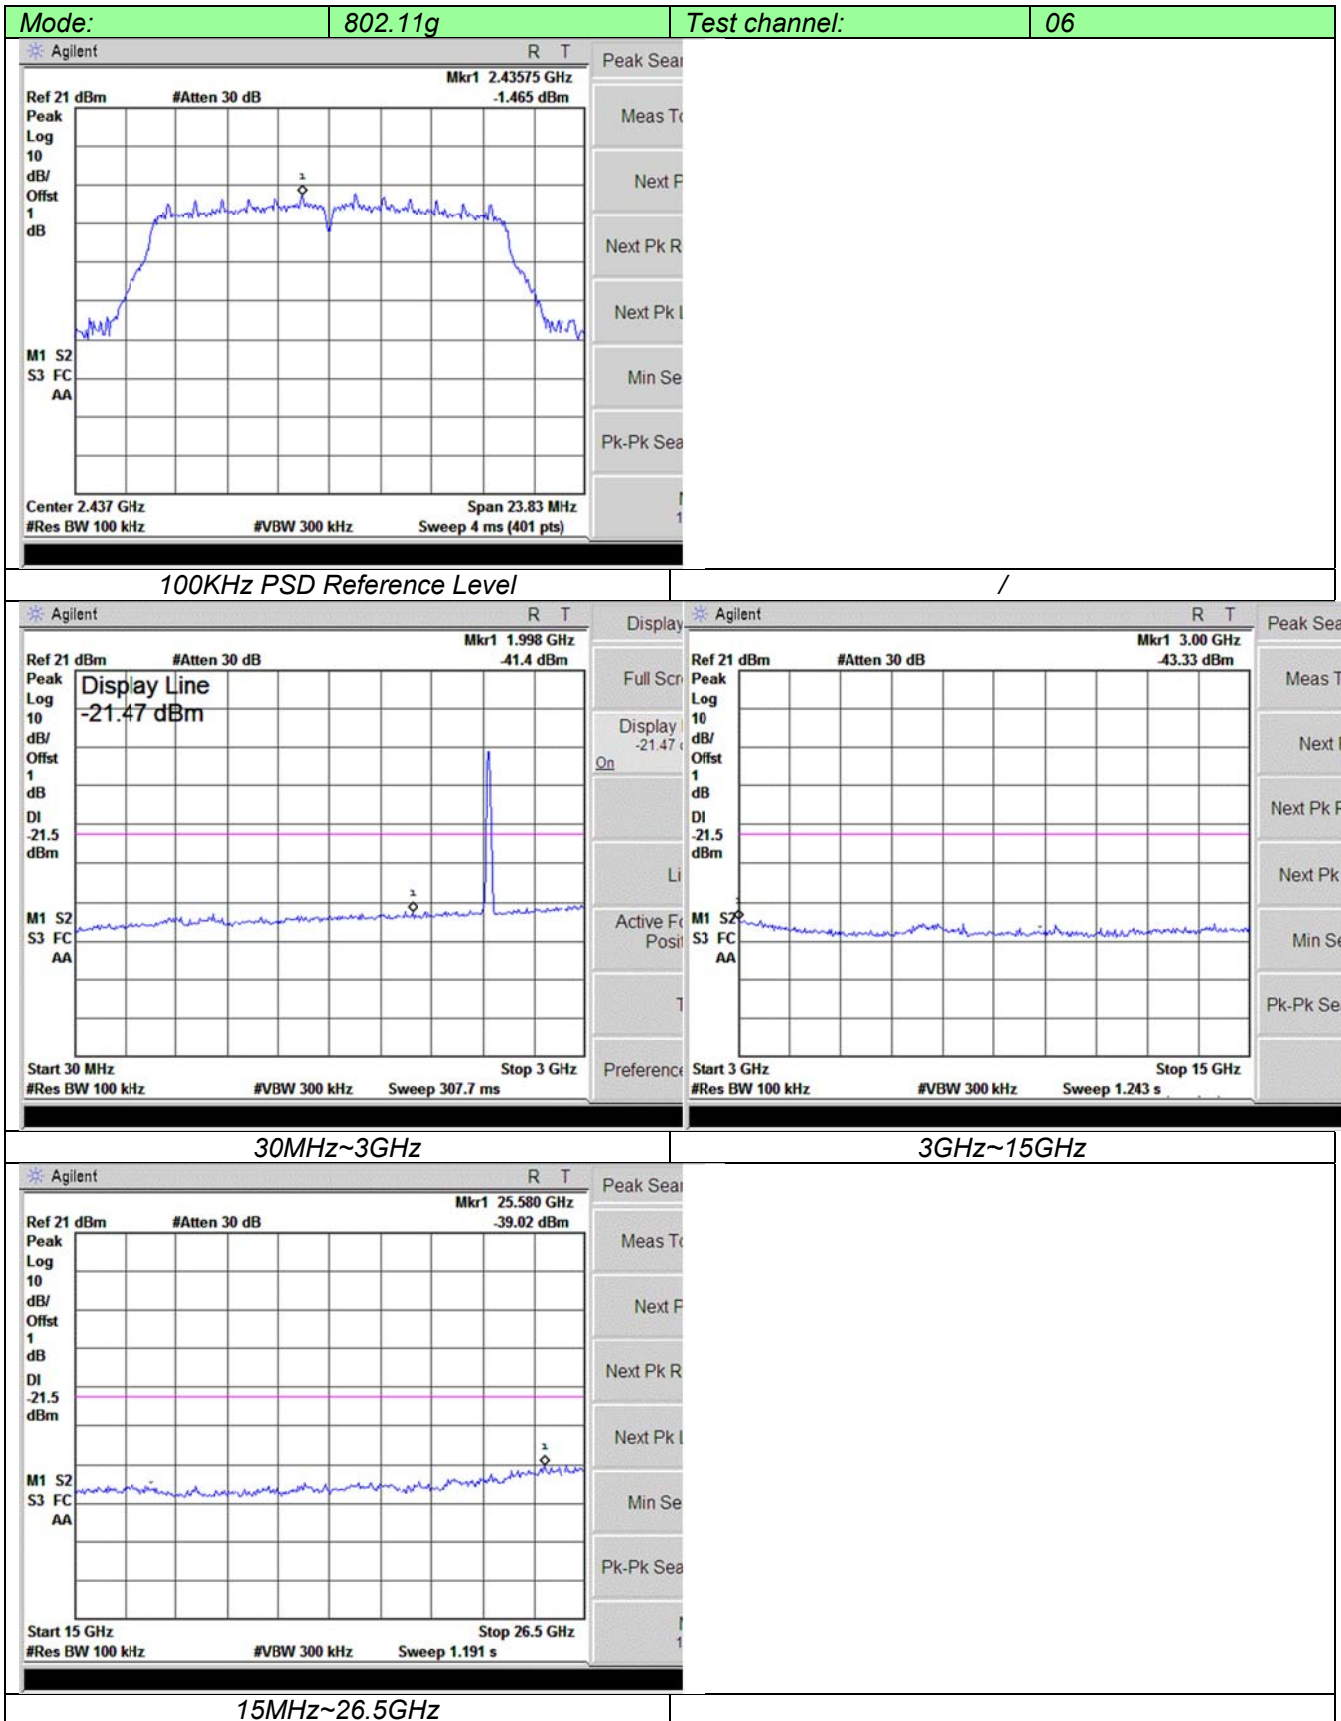 Mode: 802.11g Test channel: 06
Agilent R T
Mkr1 2.43575 GHz
Ref 21 dBm #Atten 30 dB -1.465 dBm
Peak
Log
10
dB/
Offst
1
dB
1
M1 S2
S3 FC
AA
Center 2.437 GHz Span 23.83 MHz
#Res BW 100 kHz #VBW 300 kHz Sweep 4 ms (401 pts)
Peak Sear
Meas To
Next P
Next Pk R
Next Pk L
Min Se
Pk-Pk Sea
1
100KHz PSD Reference Level /
Agilent R T
Mkr1 1.998 GHz
Ref 21 dBm #Atten 30 dB -41.4 dBm
Peak
Log
10
dB/
Offst
1
dB
DI
-21.5
dBm
Display Line
-21.47 dBm
1
M1 S2
S3 FC
AA
Start 30 MHz Stop 3 GHz
#Res BW 100 kHz #VBW 300 kHz Sweep 307.7 ms
Display
Full Scr
Display
-21.47
On
Li
Active Fc
Posit
Preference
Agilent R T
Mkr1 3.00 GHz
Ref 21 dBm #Atten 30 dB -43.33 dBm
Peak
Log
10
dB/
Offst
1
dB
DI
-21.5
dBm
M1 S2
S3 FC
AA
Start 3 GHz Stop 15 GHz
#Res BW 100 kHz #VBW 300 kHz Sweep 1.243 s
Peak Sea
Meas T
Next
Next Pk F
Next Pk
Min Se
Pk-Pk Se
30MHz~3GHz 3GHz~15GHz
Agilent R T
Mkr1 25.580 GHz
Ref 21 dBm #Atten 30 dB -39.02 dBm
Peak
Log
10
dB/
Offst
1
dB
DI
-21.5
dBm
1
M1 S2
S3 FC
AA
Start 15 GHz Stop 26.5 GHz
#Res BW 100 kHz #VBW 300 kHz Sweep 1.191 s
Peak Sear
Meas To
Next P
Next Pk R
Next Pk L
Min Se
Pk-Pk Sea
1
15MHz~26.5GHz